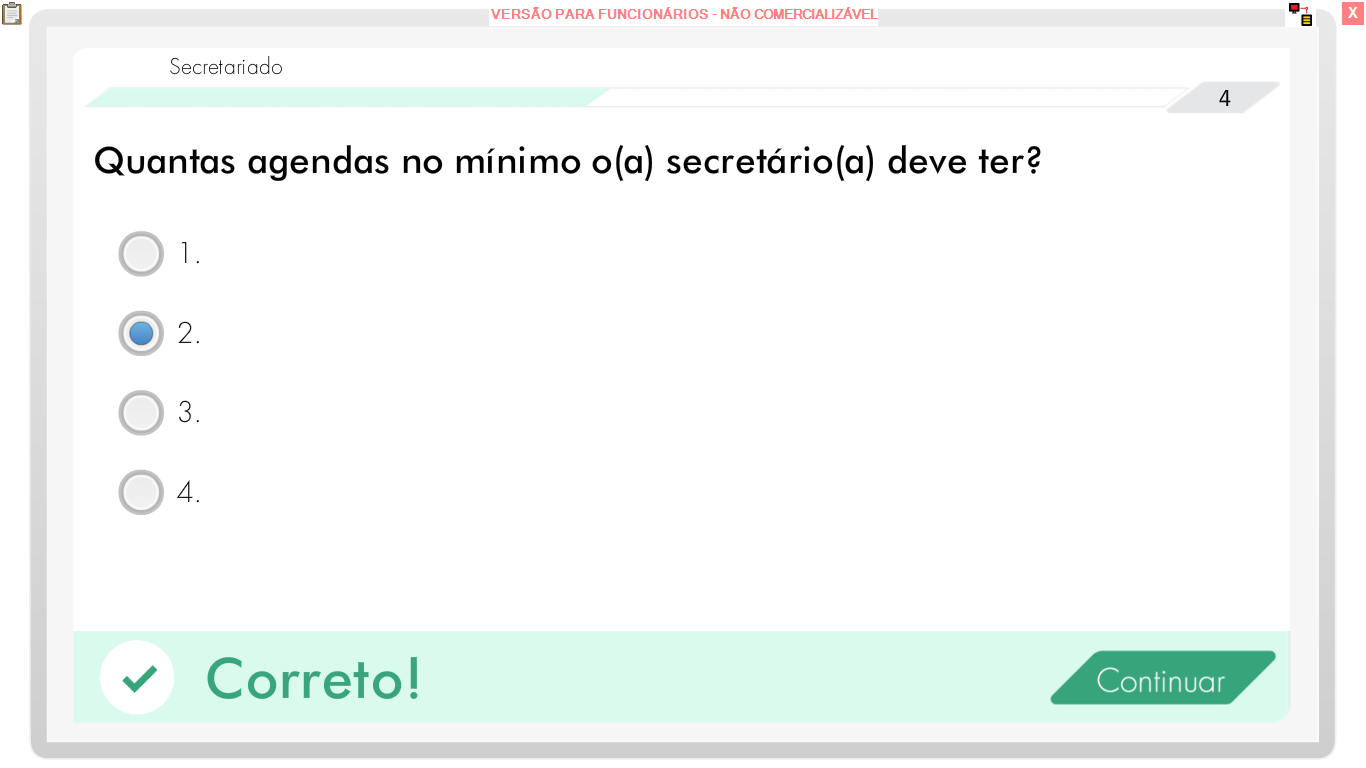 VERSÃO PARA FUNCIONÁRIOS - NÃO COMERCIALIZÁVEL
X
Secretariado
4
Quantas agendas no mínimo o(a) secretário(a) deve ter?
1.
2.
3.
4.
Correto!
Continuar